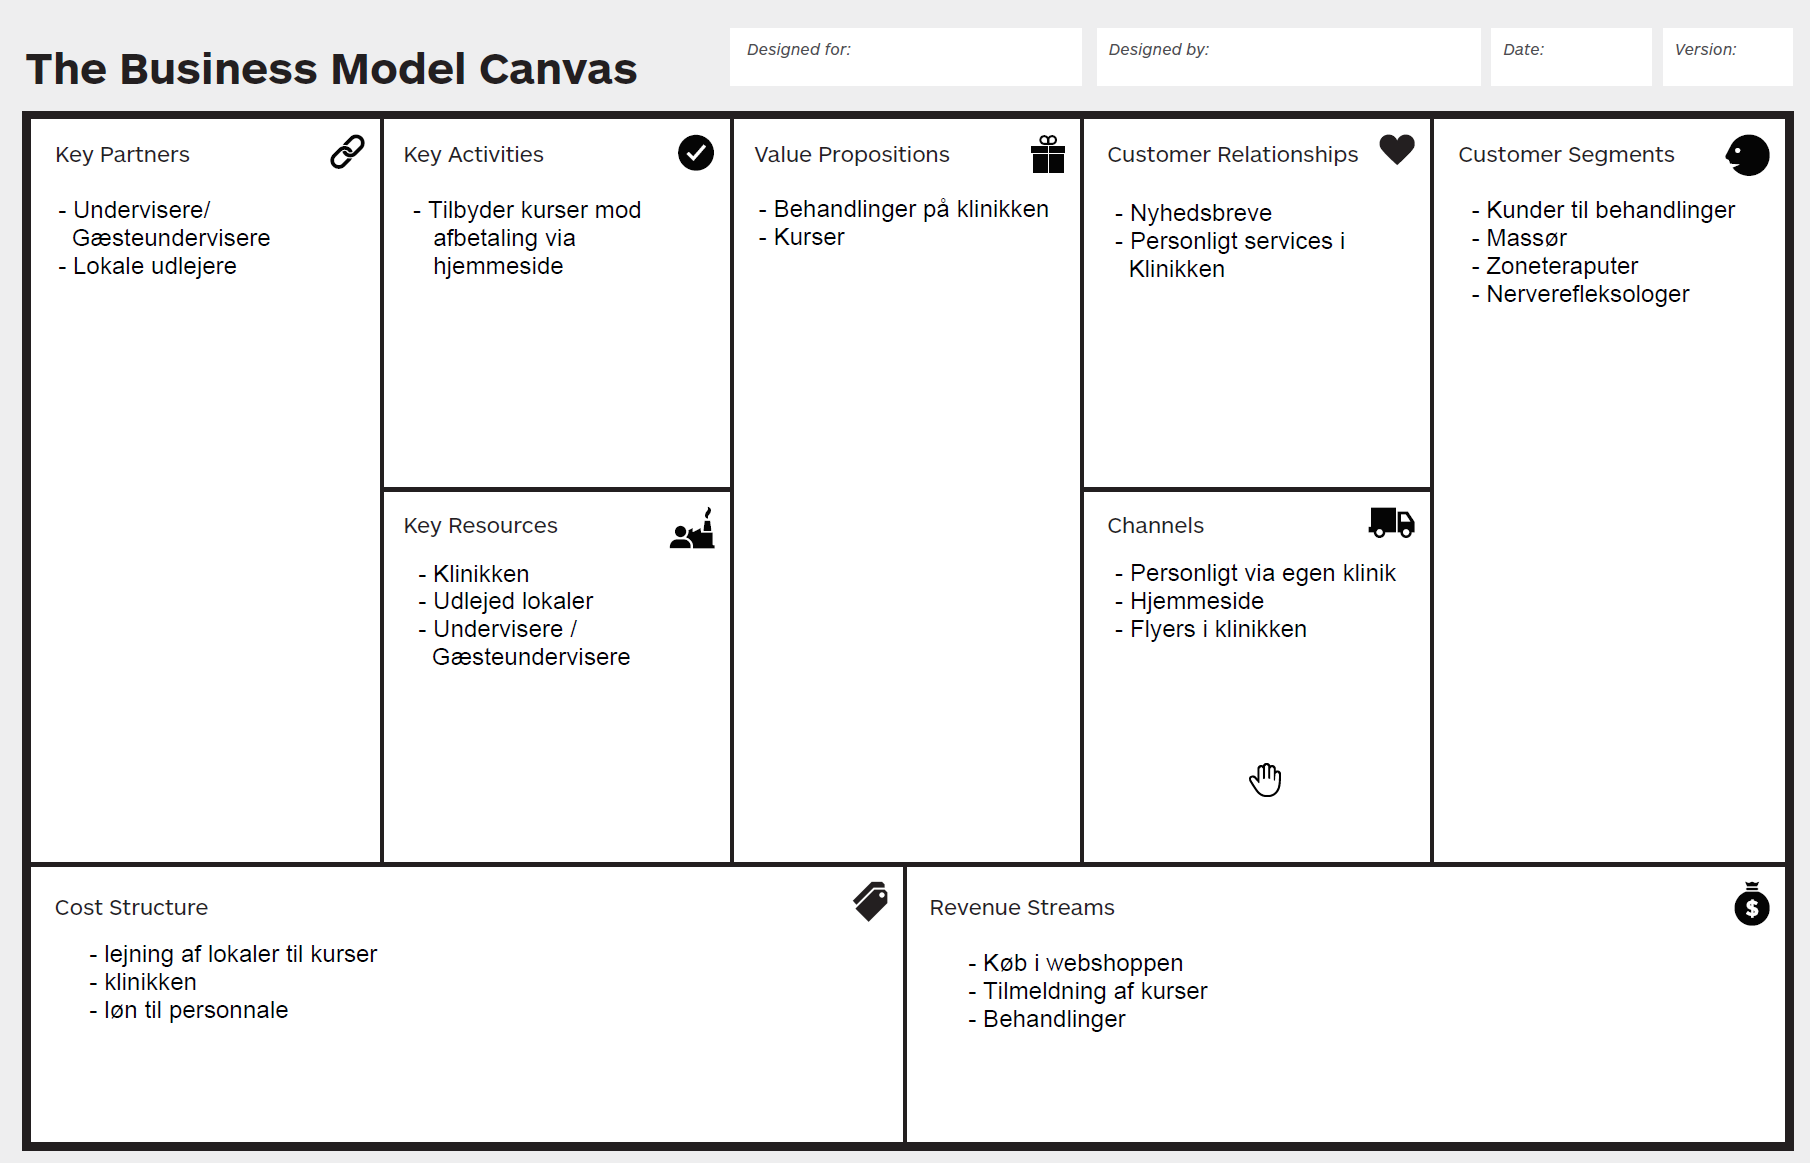 The Business Model Canvas
Designed for:
Designed by:
Date:
Version:
Key Partners
- Undervisere/
Gæsteundervisere
- Lokale udlejere
Key Activities
- Tilbyder kurser mod
afbetaling via
hjemmeside
Key Resources
- Klinikken
- Udlejed lokaler
- Undervisere /
Gæsteundervisere
Value Propositions
- Behandlinger på klinikken
- Kurser
Customer Relationships
- Nyhedsbreve
- Personligt services i
Klinikken
Channels
- Personligt via egen klinik
- Hjemmeside
- Flyers i klinikken
Customer Segments
- Kunder til behandlinger
- Massør
- Zoneteraputer
- Nerverefleksologer
Cost Structure
- lejning af lokaler til kurser
- klinikken
- løn til personnale
Revenue Streams
$
- Køb i webshoppen
- Tilmeldning af kurser
- Behandlinger